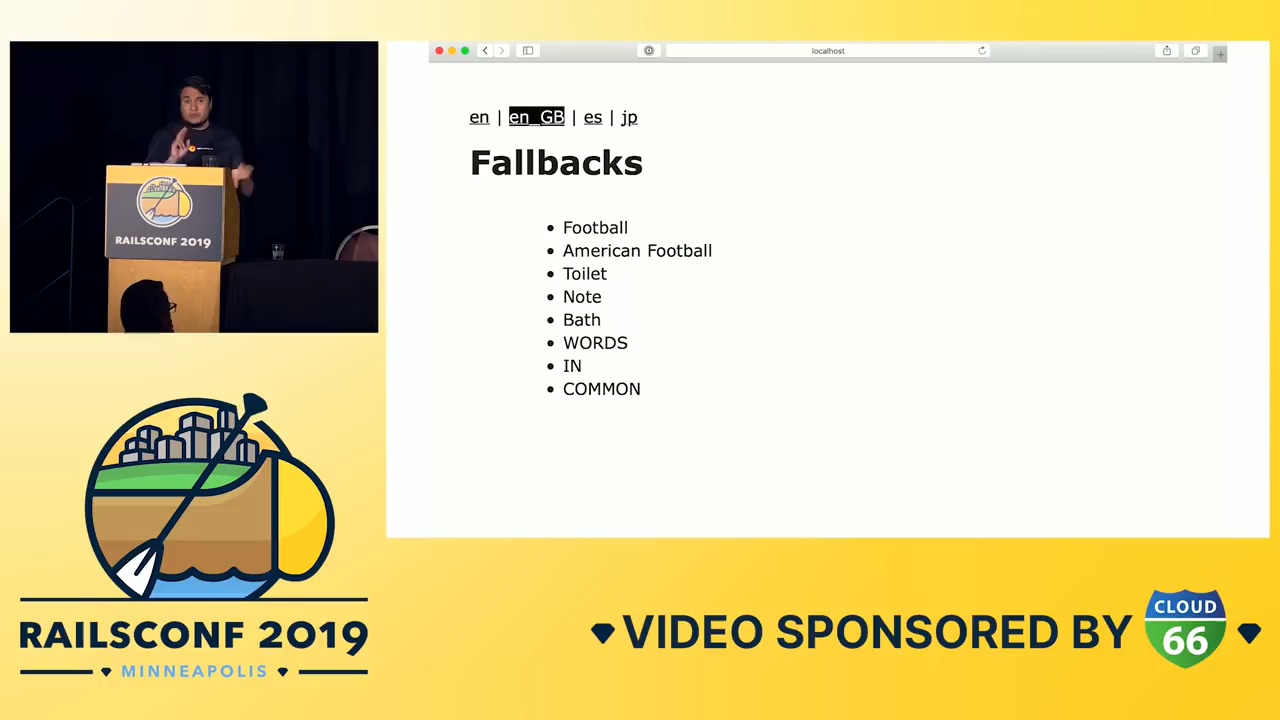 RAILSCONF 2019
localhost
en | en_GB | es | jp
Fallbacks
Football
American Football
Toilet
Note
Bath
WORDS
IN
COMMON
RAILSCONF 2019
MINNEAPOLIS
VIDEO SPONSORED BY
CLOUD
66